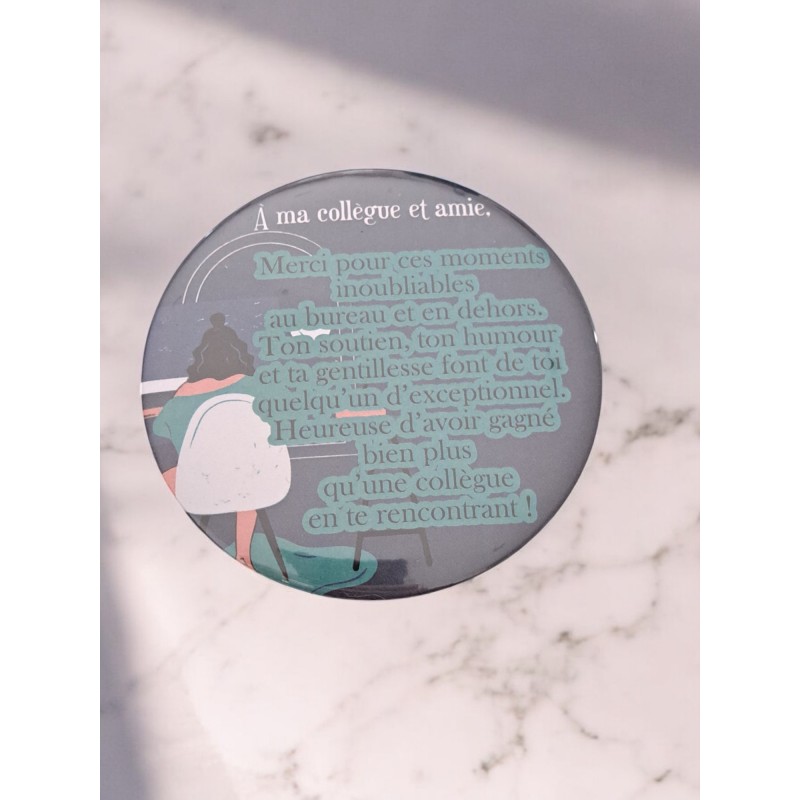 À ma collègue et amie,
Merci pour ces moments
inoubliables
au bureau et en dehors.
Ton soutien, ton humour
et ta gentillesse font de toi
quelqu'un d'exceptionnel.
Heureuse d'avoir gagné
bien plus
qu'une collègue
en te rencontrant !